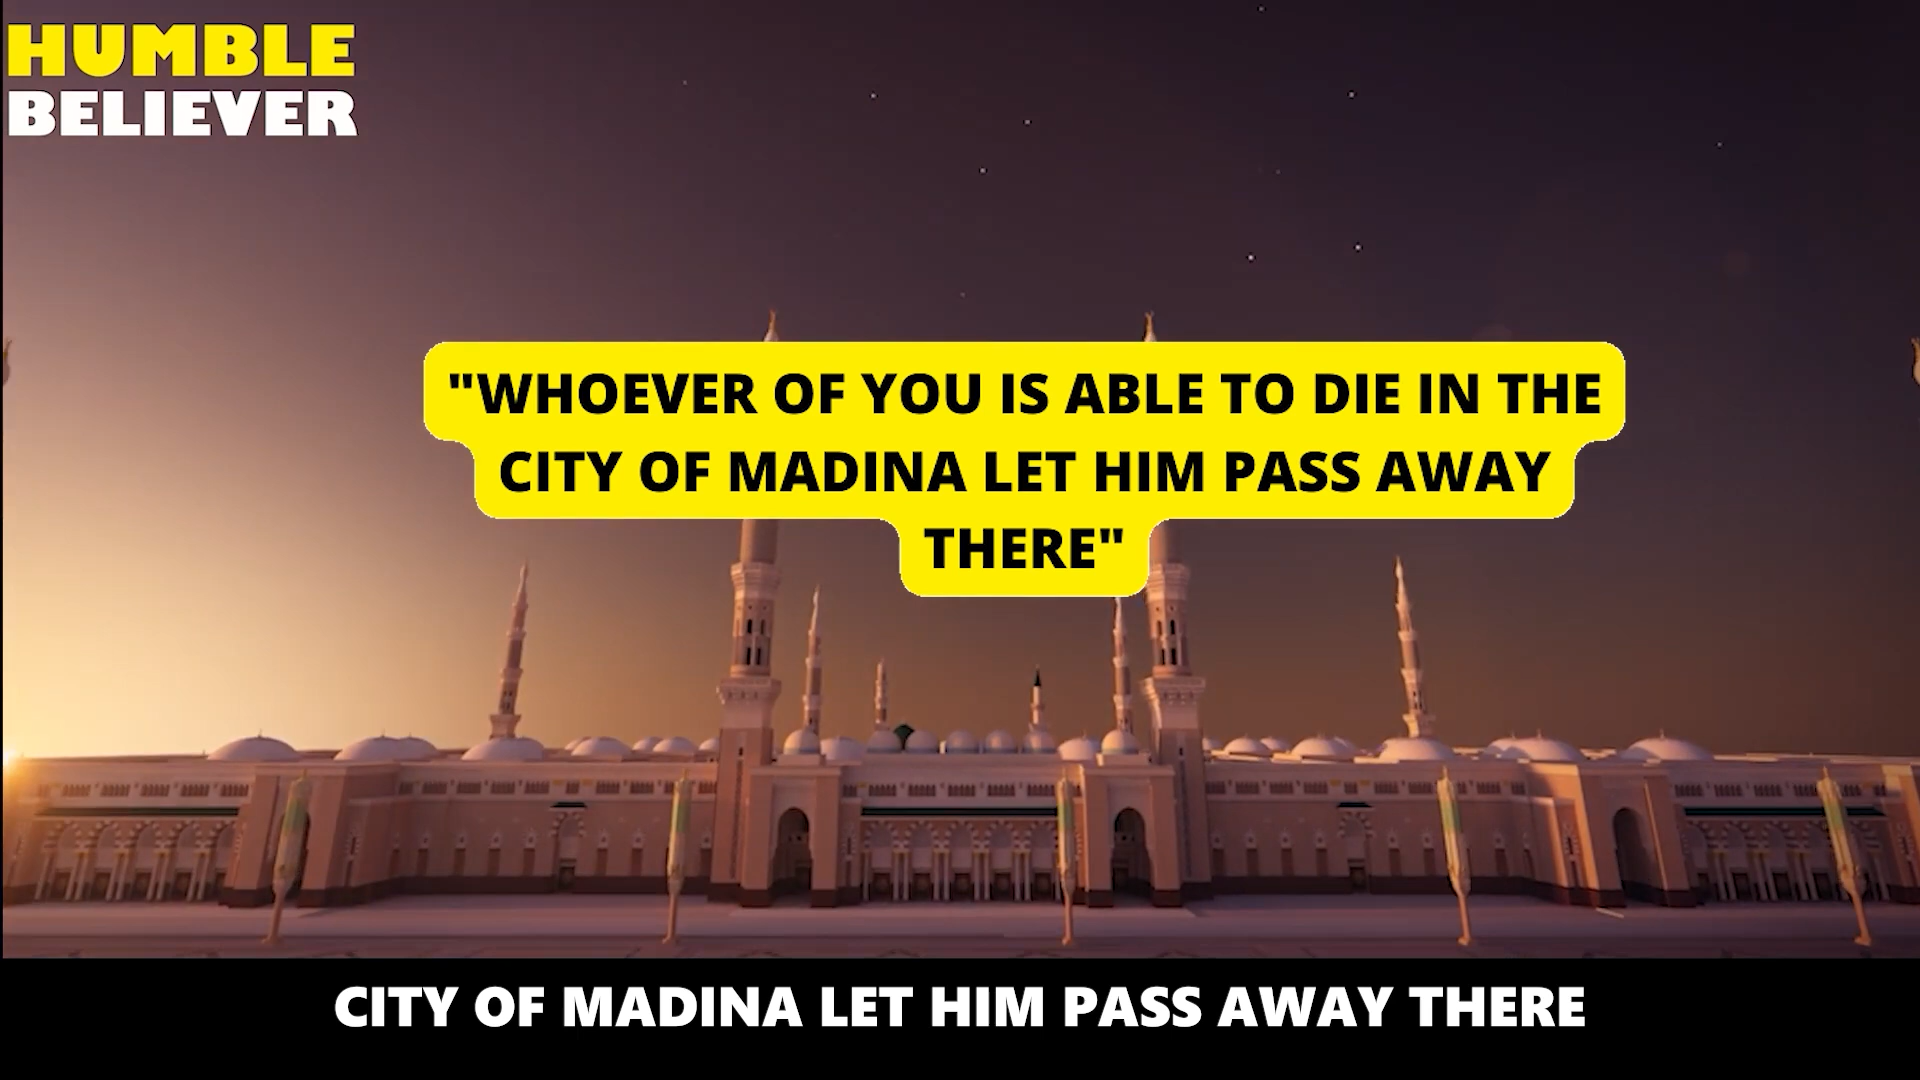 HUMBLE
BELIEVER
"WHOEVER OF YOU IS ABLE TO DIE IN THE
CITY OF MADINA LET HIM PASS AWAY
THERE"
CITY OF MADINA LET HIM PASS AWAY THERE